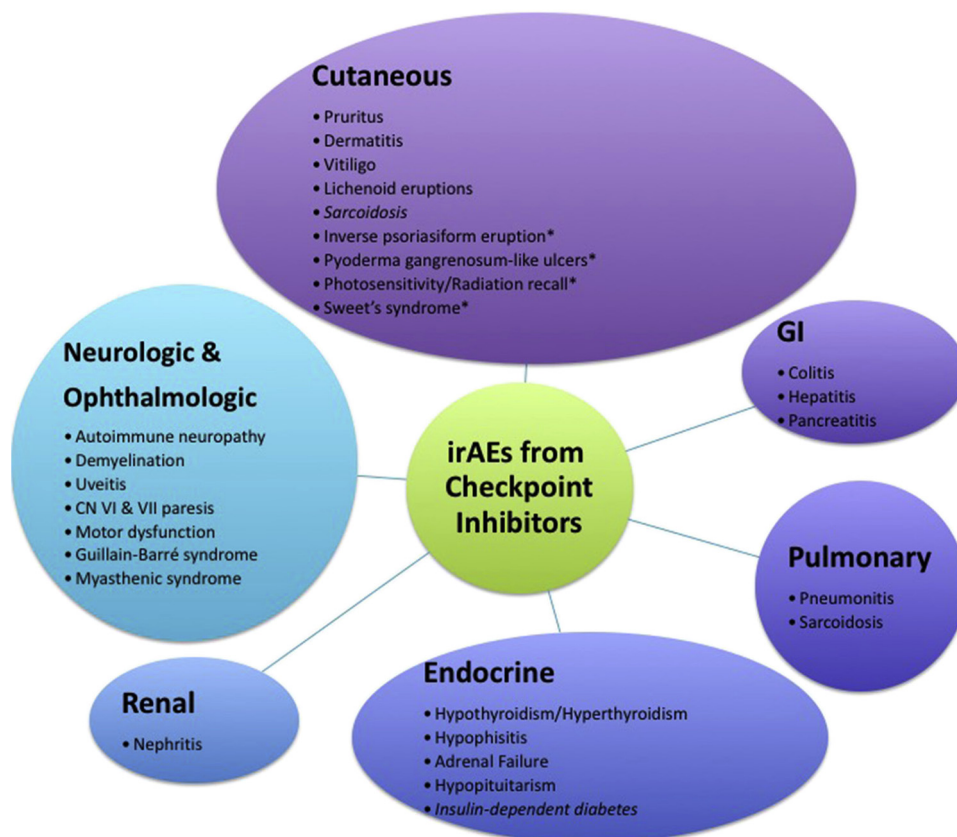 Cutaneous
• Pruritus
• Dermatitis
• Vitiligo
• Lichenoid eruptions
• Sarcoidosis
• Inverse psoriasiform eruption*
• Pyoderma gangrenosum-like ulcers*
• Photosensitivity/Radiation recall*
• Sweet's syndrome*
GI
• Colitis
• Hepatitis
• Pancreatitis
Neurologic &
Ophthalmologic
• Autoimmune neuropathy
• Demyelination
• Uveitis
• CN VI & VII paresis
• Motor dysfunction
• Guillain-Barré syndrome
• Myasthenic syndrome
irAEs from
Checkpoint
Inhibitors
Pulmonary
• Pneumonitis
• Sarcoidosis
Renal
• Nephritis
Endocrine
• Hypothyroidism/Hyperthyroidism
• Hypophisitis
• Adrenal Failure
• Hypopituitarism
• Insulin-dependent diabetes